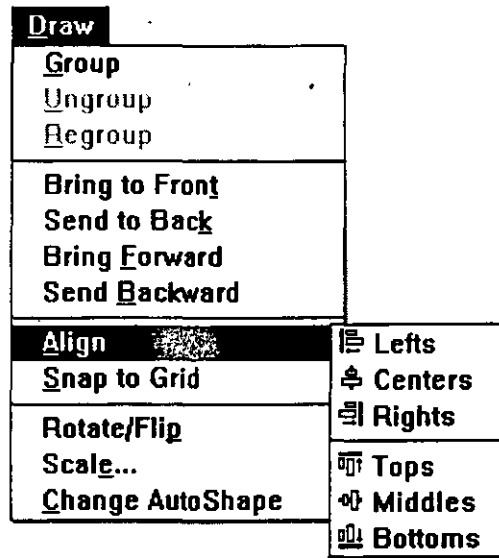 Draw
Group
Ungroup
Regroup
Bring to Front
Send to Back
Bring Forward
Send Backward
Align
Snap to Grid
Rotate/Flip
Scale...
Change AutoShape
Lefts
Centers
Rights
Tops
Middles
Bottoms